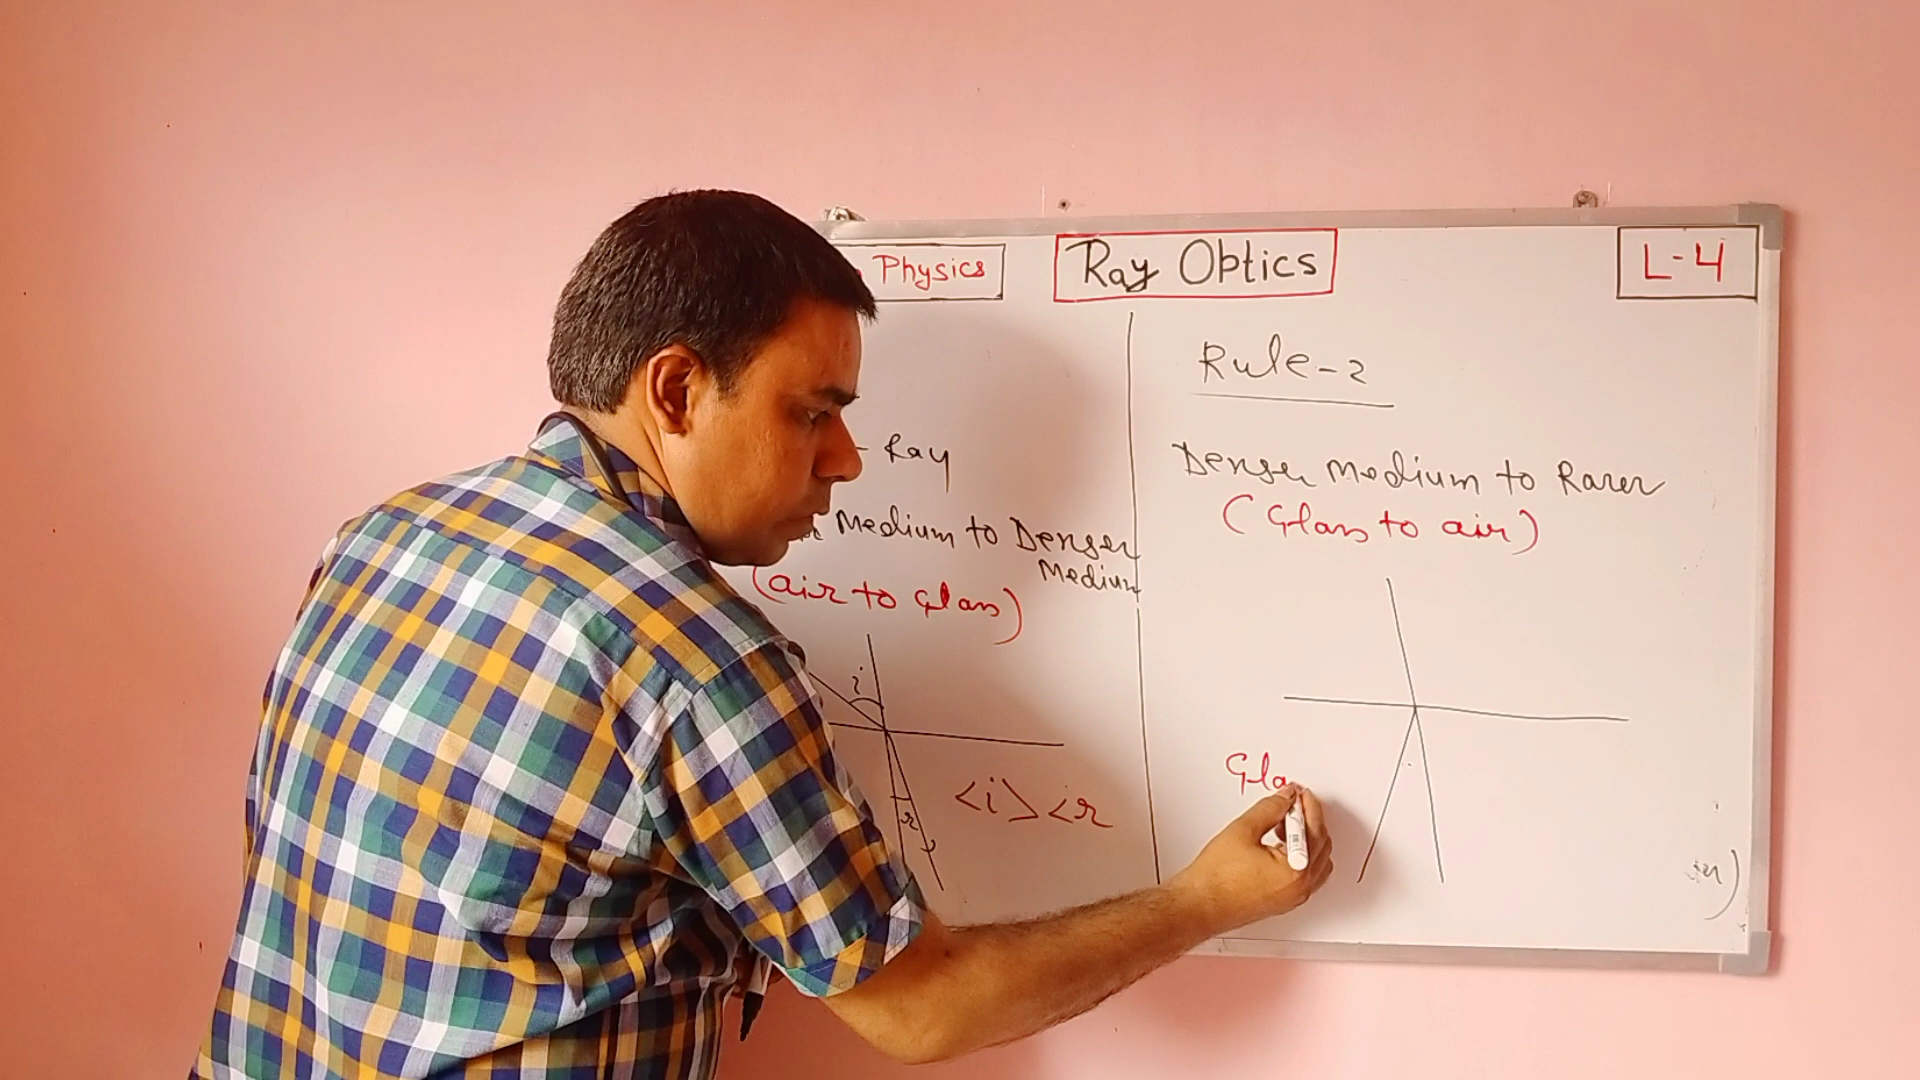 Physics
Ray Optics
L-4
- Ray
Medium to Denser
Medium
(air to Glass)
i
r
<i> <r
Rule-2
Denser Medium to Rarer
(Glass to air)
Gla